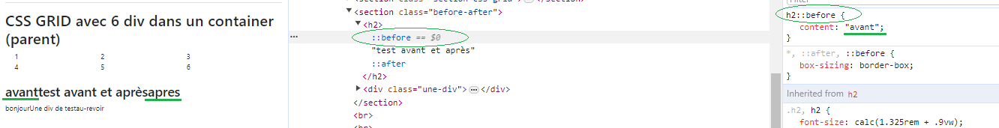 CSS GRID avec 6 div dans un container
(parent)
1 2 3
4 5 6
avanttest avant et aprèsapres
bonjourUne div de testau-revoir
<section class="before-after">
<h2>
::before == $0
"test avant et après"
::after
</h2>
<div class="une-div">…</div>
</section>
<br>
h2::before {
content: "avant";
}
*, ::after, ::before {
box-sizing: border-box;
}
Inherited from h2
.h2, h2 {
font-size: calc(1.325rem + .9vw);